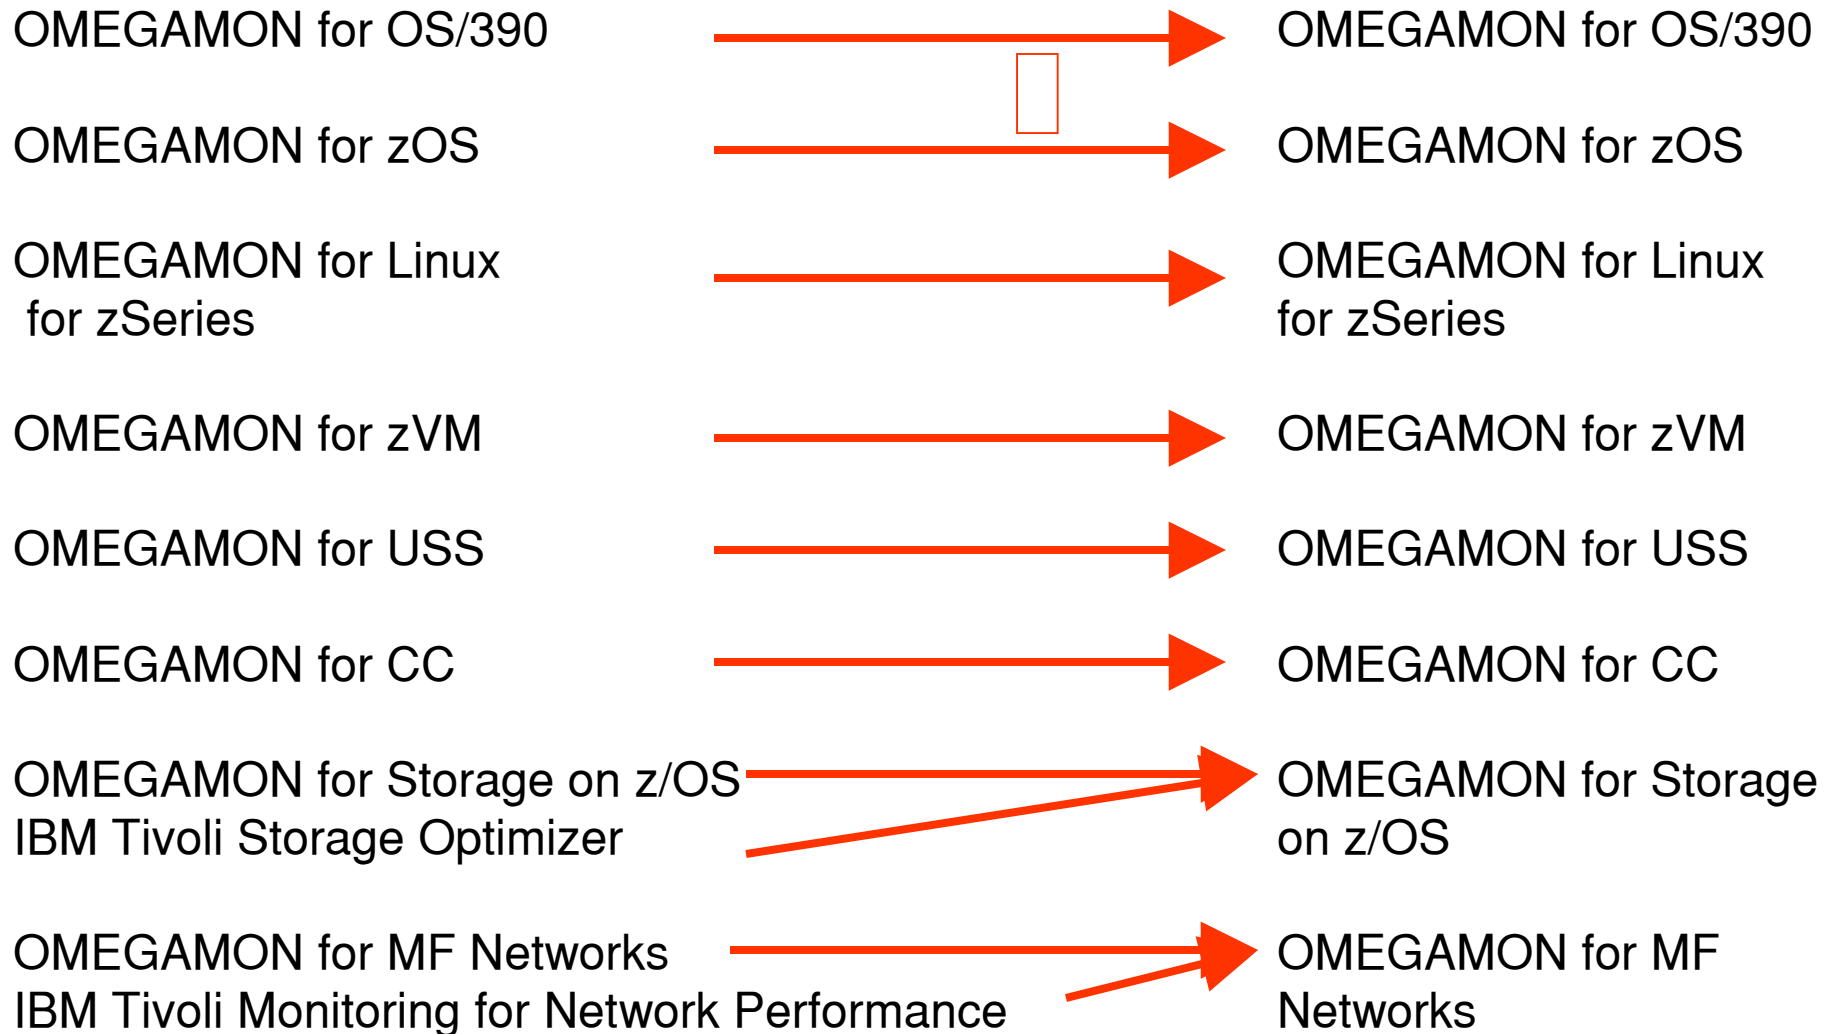 OMEGAMON for OS/390
OMEGAMON for OS/390
OMEGAMON for zOS
OMEGAMON for zOS
OMEGAMON for Linux
for zSeries
OMEGAMON for Linux
for zSeries
OMEGAMON for zVM
OMEGAMON for zVM
OMEGAMON for USS
OMEGAMON for USS
OMEGAMON for CC
OMEGAMON for CC
OMEGAMON for Storage on z/OS
IBM Tivoli Storage Optimizer
OMEGAMON for Storage
on z/OS
OMEGAMON for MF Networks
IBM Tivoli Monitoring for Network Performance
OMEGAMON for MF
Networks